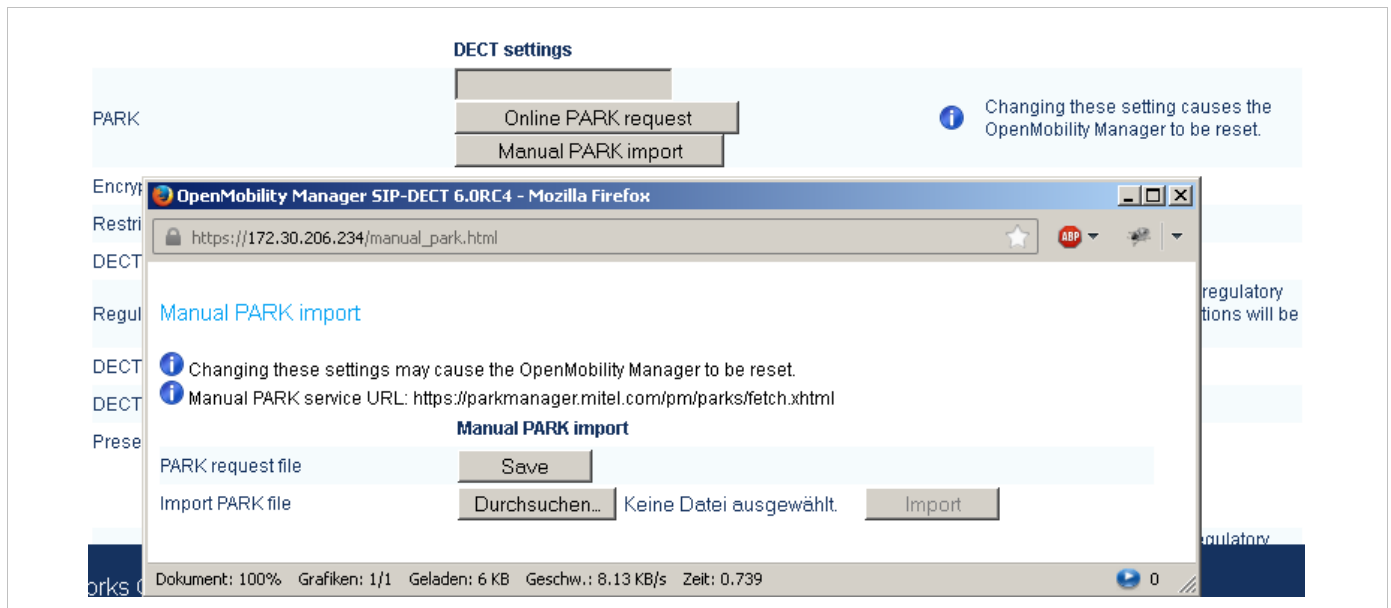 DECT settings
PARK
Online PARK request
Manual PARK import
Changing these setting causes the
OpenMobility Manager to be reset.
OpenMobility Manager SIP-DECT 6.0RC4 - Mozilla Firefox
https://172.30.206.234/manual_park.html
ABP
Restri
DECT
Regul
regulatory
tions will be
Manual PARK import
DECT
Changing these settings may cause the OpenMobility Manager to be reset.
DECT
Manual PARK service URL: https://parkmanager.mitel.com/pm/parks/fetch.xhtml
Prese
Manual PARK import
PARK request file
Save
Import PARK file
Durchsuchen...
Keine Datei ausgewählt.
Import
Dokument: 100% Grafiken: 1/1 Geladen: 6 KB Geschw.: 8.13 KB/s Zeit: 0.739
0